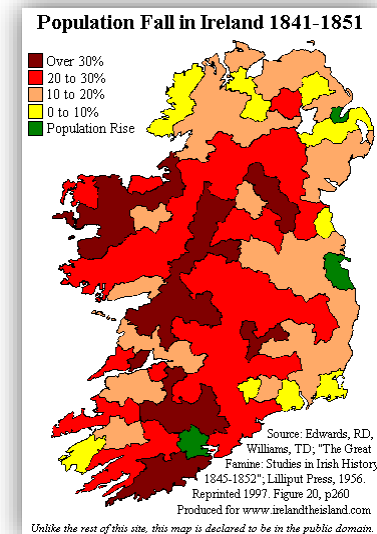 Population Fall in Ireland 1841-1851
Over 30%
20 to 30%
10 to 20%
0 to 10%
Population Rise
Source: Edwards, RD,
Williams, TD; "The Great
Famine: Studies in Irish History
1845-1852"; Lilliput Press, 1956.
Reprinted 1997. Figure 20, p260
Produced for www.irelandtheisland.com
Unlike the rest of this site, this map is declared to be in the public domain.